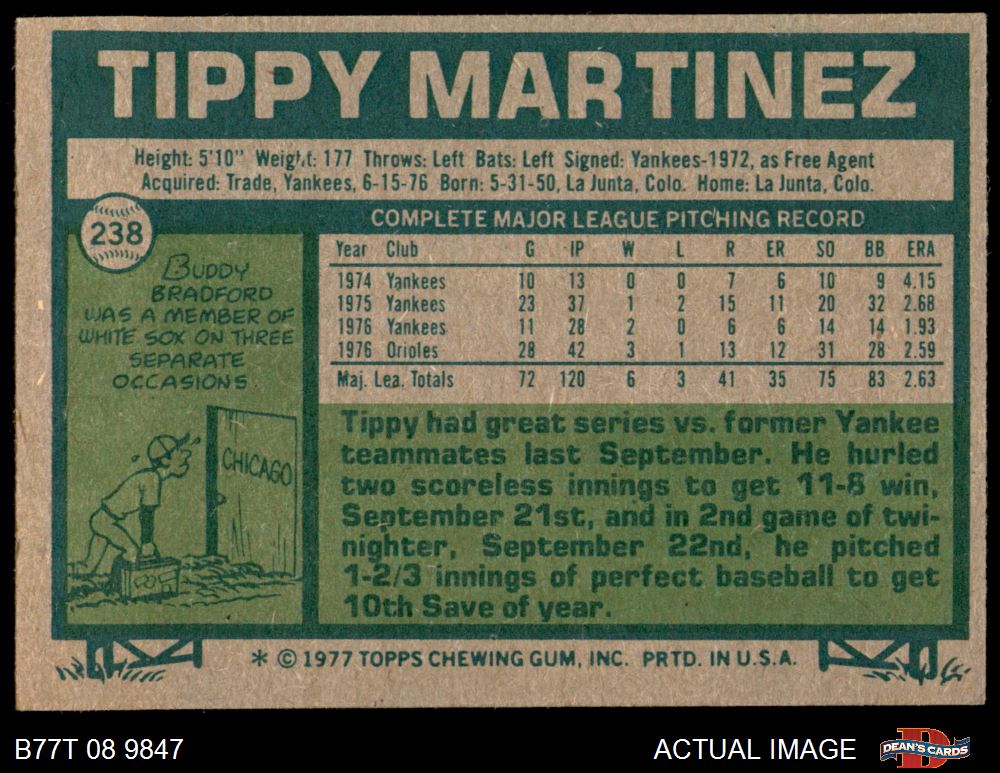 TIPPY MARTINEZ
Height: 5'10" Weight: 177 Throws: Left Bats: Left Signed: Yankees-1972, as Free Agent
Acquired: Trade, Yankees, 6-15-76 Born: 5-31-50, La Junta, Colo. Home: La Junta, Colo.
238
BUDDY
BRADFORD
WAS A MEMBER OF
WHITE SOX ON THREE
SEPARATE
OCCASIONS
CHICAGO
COMPLETE MAJOR LEAGUE PITCHING RECORD
Year Club G IP W L R ER SO BB ERA
1974 Yankees 10 13 0 0 7 6 10 9 4.15
1975 Yankees 23 37 1 2 15 11 20 32 2.68
1976 Yankees 11 28 2 0 6 6 14 14 1.93
1976 Orioles 28 42 3 1 13 12 31 28 2.59
Maj. Lea. Totals 72 120 6 3 41 35 75 83 2.63
Tippy had great series vs. former Yankee
teammates last September. He hurled
two scoreless innings to get 11-8 win,
September 21st, and in 2nd game of twi-
nighter, September 22nd, he pitched
1-2/3 innings of perfect baseball to get
10th Save of year.
* © 1977 TOPPS CHEWING GUM, INC. PRTD. IN U.S.A.
B77T 08 9847
ACTUAL IMAGE
DEAN'S CARDS